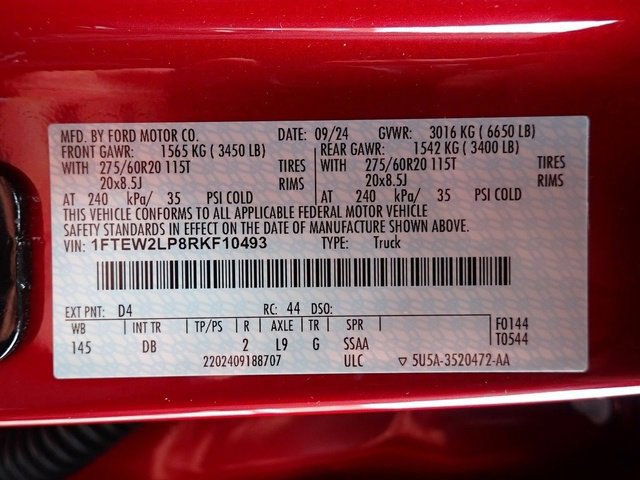 MFD. BY FORD MOTOR CO. DATE: 09/24 GVWR: 3016 KG ( 6650 LB)
FRONT GAWR: 1565 KG ( 3450 LB) REAR GAWR: 1542 KG ( 3400 LB)
WITH 275/60R20 115T TIRES WITH 275/60R20 115T TIRES
20x8.5J RIMS 20x8.5J RIMS
AT 240 kPa/ 35 PSI COLD AT 240 kPa/ 35 PSI COLD
THIS VEHICLE CONFORMS TO ALL APPLICABLE FEDERAL MOTOR VEHICLE
SAFETY STANDARDS IN EFFECT ON THE DATE OF MANUFACTURE SHOWN ABOVE.
VIN: 1FTEW2LP8RKF10493 TYPE: Truck
EXT PNT: D4 RC: 44 DSO:
WB INT TR TP/PS R AXLE TR SPR F0144
145 DB 2 L9 G SSAA T0544
2202409188707 ULC ▽ 5U5A-3520472-AA